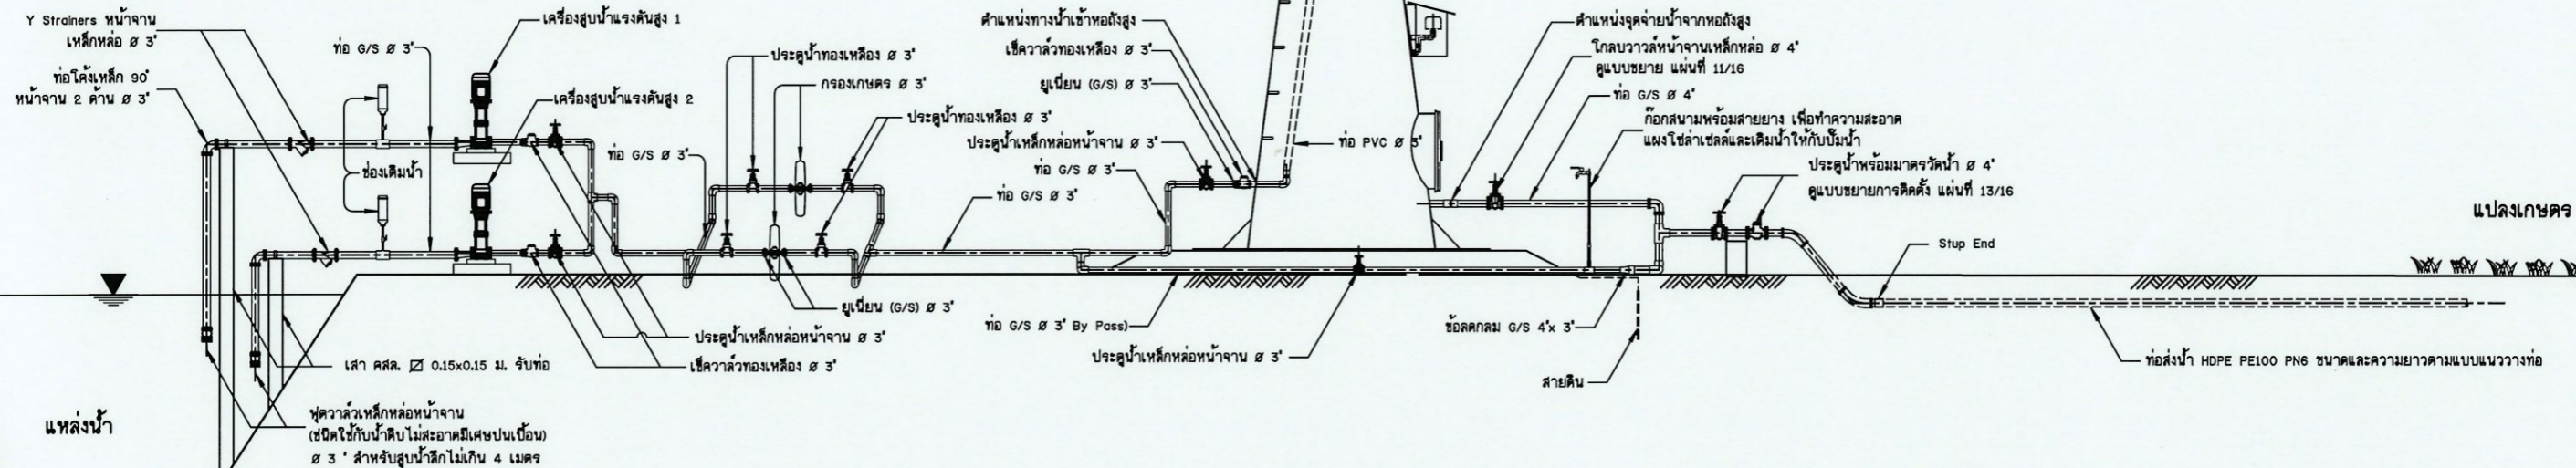 Y Strainers หน้าจาน
เหล็กหล่อ Ø 3"
ท่อโค้งเหล็ก 90°
หน้าจาน 2 ด้าน Ø 3"
ท่อ G/S Ø 3"
เครื่องสูบน้ำแรงดันสูง 1
เครื่องสูบน้ำแรงดันสูง 2
ช่องเติมน้ำ
ประตูน้ำทองเหลือง Ø 3"
กรองเกษตร Ø 3"
ประตูน้ำทองเหลือง Ø 3"
ท่อ G/S Ø 3"
ท่อ G/S Ø 3"
ยูเนี่ยน (G/S) Ø 3"
ประตูน้ำเหล็กหล่อหน้าจาน Ø 3"
เช็ควาล์วทองเหลือง Ø 3"
เสา คสล. 0.15x0.15 ม. รับท่อ
ฟุตวาล์วเหล็กหล่อหน้าจาน
(ชนิดใช้กับน้ำดิบไม่สะอาดมีเศษปนเปื้อน)
Ø 3 " สำหรับสูบน้ำลึกไม่เกิน 4 เมตร
แหล่งน้ำ
ตำแหน่งทางน้ำเข้าหอถังสูง
เช็ควาล์วทองเหลือง Ø 3"
ยูเนี่ยน (G/S) Ø 3"
ประตูน้ำเหล็กหล่อหน้าจาน Ø 3"
ท่อ G/S Ø 3"
ท่อ PVC Ø 3"
ท่อ G/S Ø 3" By Pass)
ประตูน้ำเหล็กหล่อหน้าจาน Ø 3"
ตำแหน่งจุดจ่ายน้ำจากหอถังสูง
โกลบวาวล์หน้าจานเหล็กหล่อ Ø 4"
ดูแบบขยาย แผ่นที่ 11/16
ท่อ G/S Ø 4"
ก๊อกสนามพร้อมสายยาง เพื่อทำความสะอาด
แผงโซล่าเซลล์และเติมน้ำให้กับปั๊มน้ำ
ประตูน้ำพร้อมมาตรวัดน้ำ Ø 4"
ดูแบบขยายการติดตั้ง แผ่นที่ 13/16
Stup End
ข้อลดกลม G/S 4"x 3"
สายดิน
แปลงเกษตร
ท่อส่งน้ำ HDPE PE100 PN6 ขนาดและความยาวตามแบบแนววางท่อ